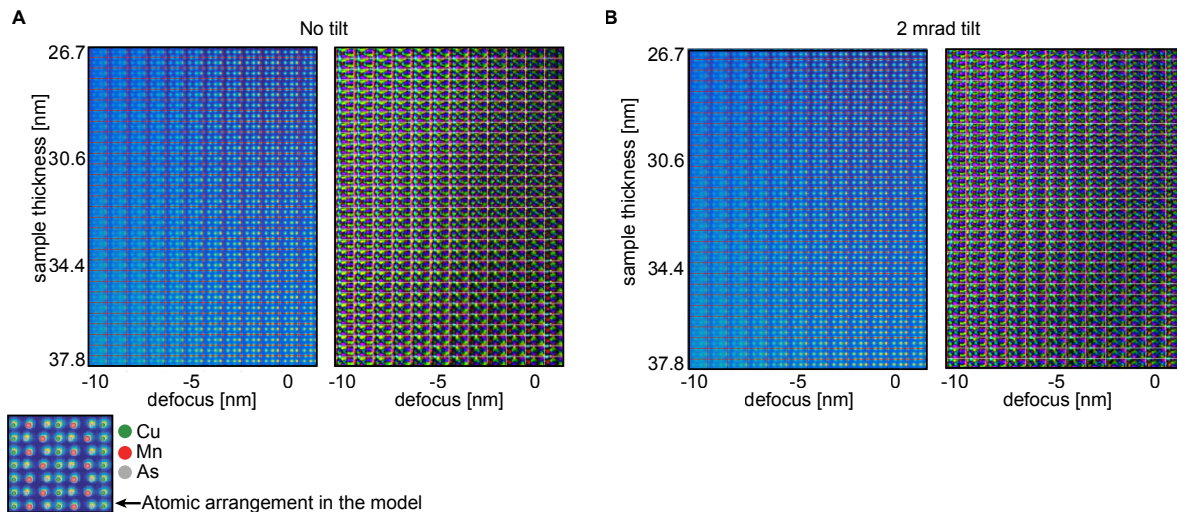 A
No tilt
26.7
30.6
34.4
37.8
sample thickness [nm]
-10
-5
0
defocus [nm]
-10
-5
0
defocus [nm]
Cu
Mn
As
Atomic arrangement in the model
B
2 mrad tilt
26.7
30.6
34.4
37.8
sample thickness [nm]
-10
-5
0
defocus [nm]
-10
-5
0
defocus [nm]